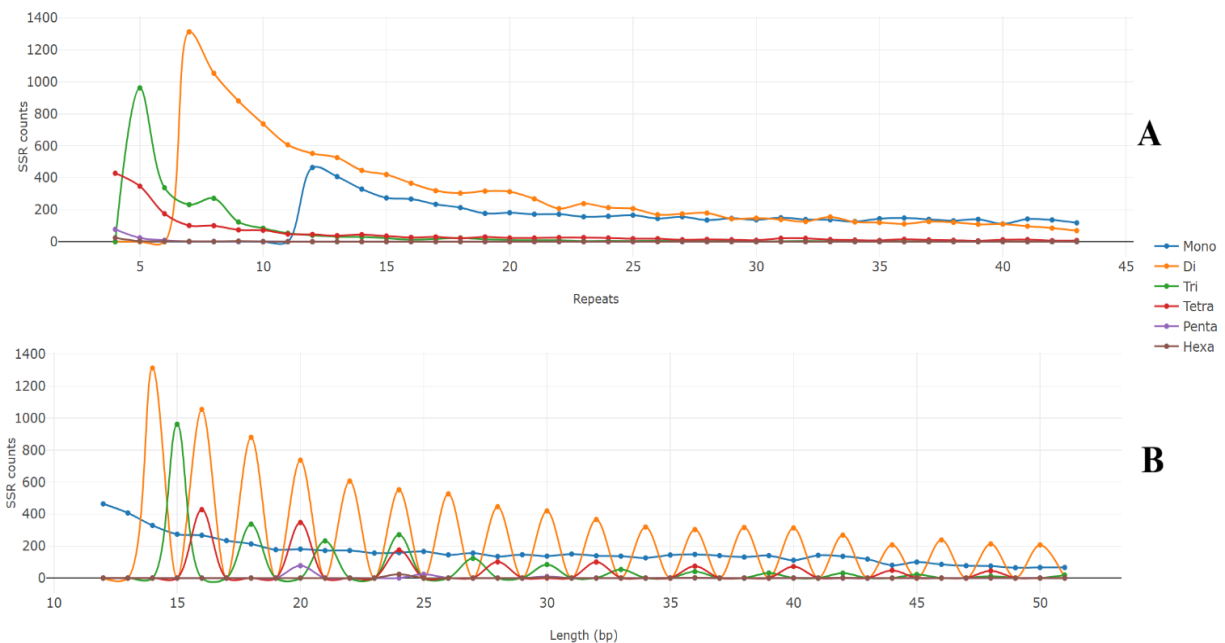 1400
1200
1000
800
600
400
200
0
SSR counts
5 10 15 20 25 30 35 40 45
Repeats
A
Mono
Di
Tri
Tetra
Penta
Hexa
1400
1200
1000
800
600
400
200
0
SSR counts
10 15 20 25 30 35 40 45 50
Length (bp)
B